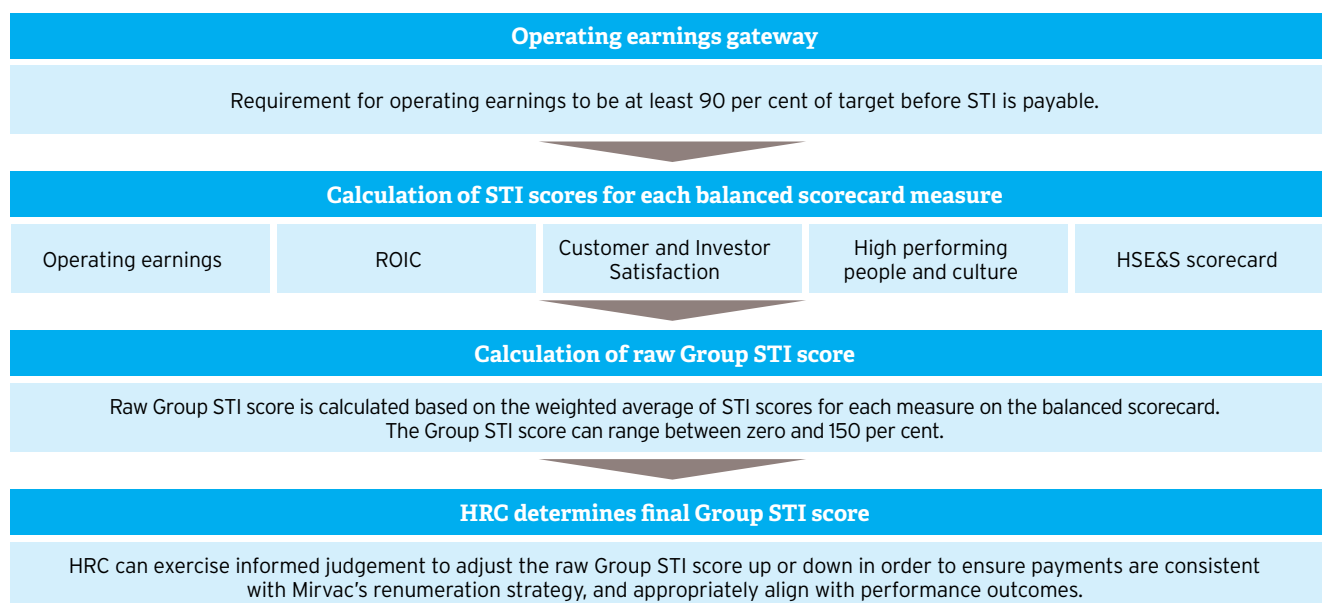 Operating earnings gateway
Requirement for operating earnings to be at least 90 per cent of target before STI is payable.
Calculation of STI scores for each balanced scorecard measure
Operating earnings
ROIC
Customer and Investor
Satisfaction
High performing
people and culture
HSE&S scorecard
Calculation of raw Group STI score
Raw Group STI score is calculated based on the weighted average of STI scores for each measure on the balanced scorecard.
The Group STI score can range between zero and 150 per cent.
HRC determines final Group STI score
HRC can exercise informed judgement to adjust the raw Group STI score up or down in order to ensure payments are consistent
with Mirvac's renumeration strategy, and appropriately align with performance outcomes.